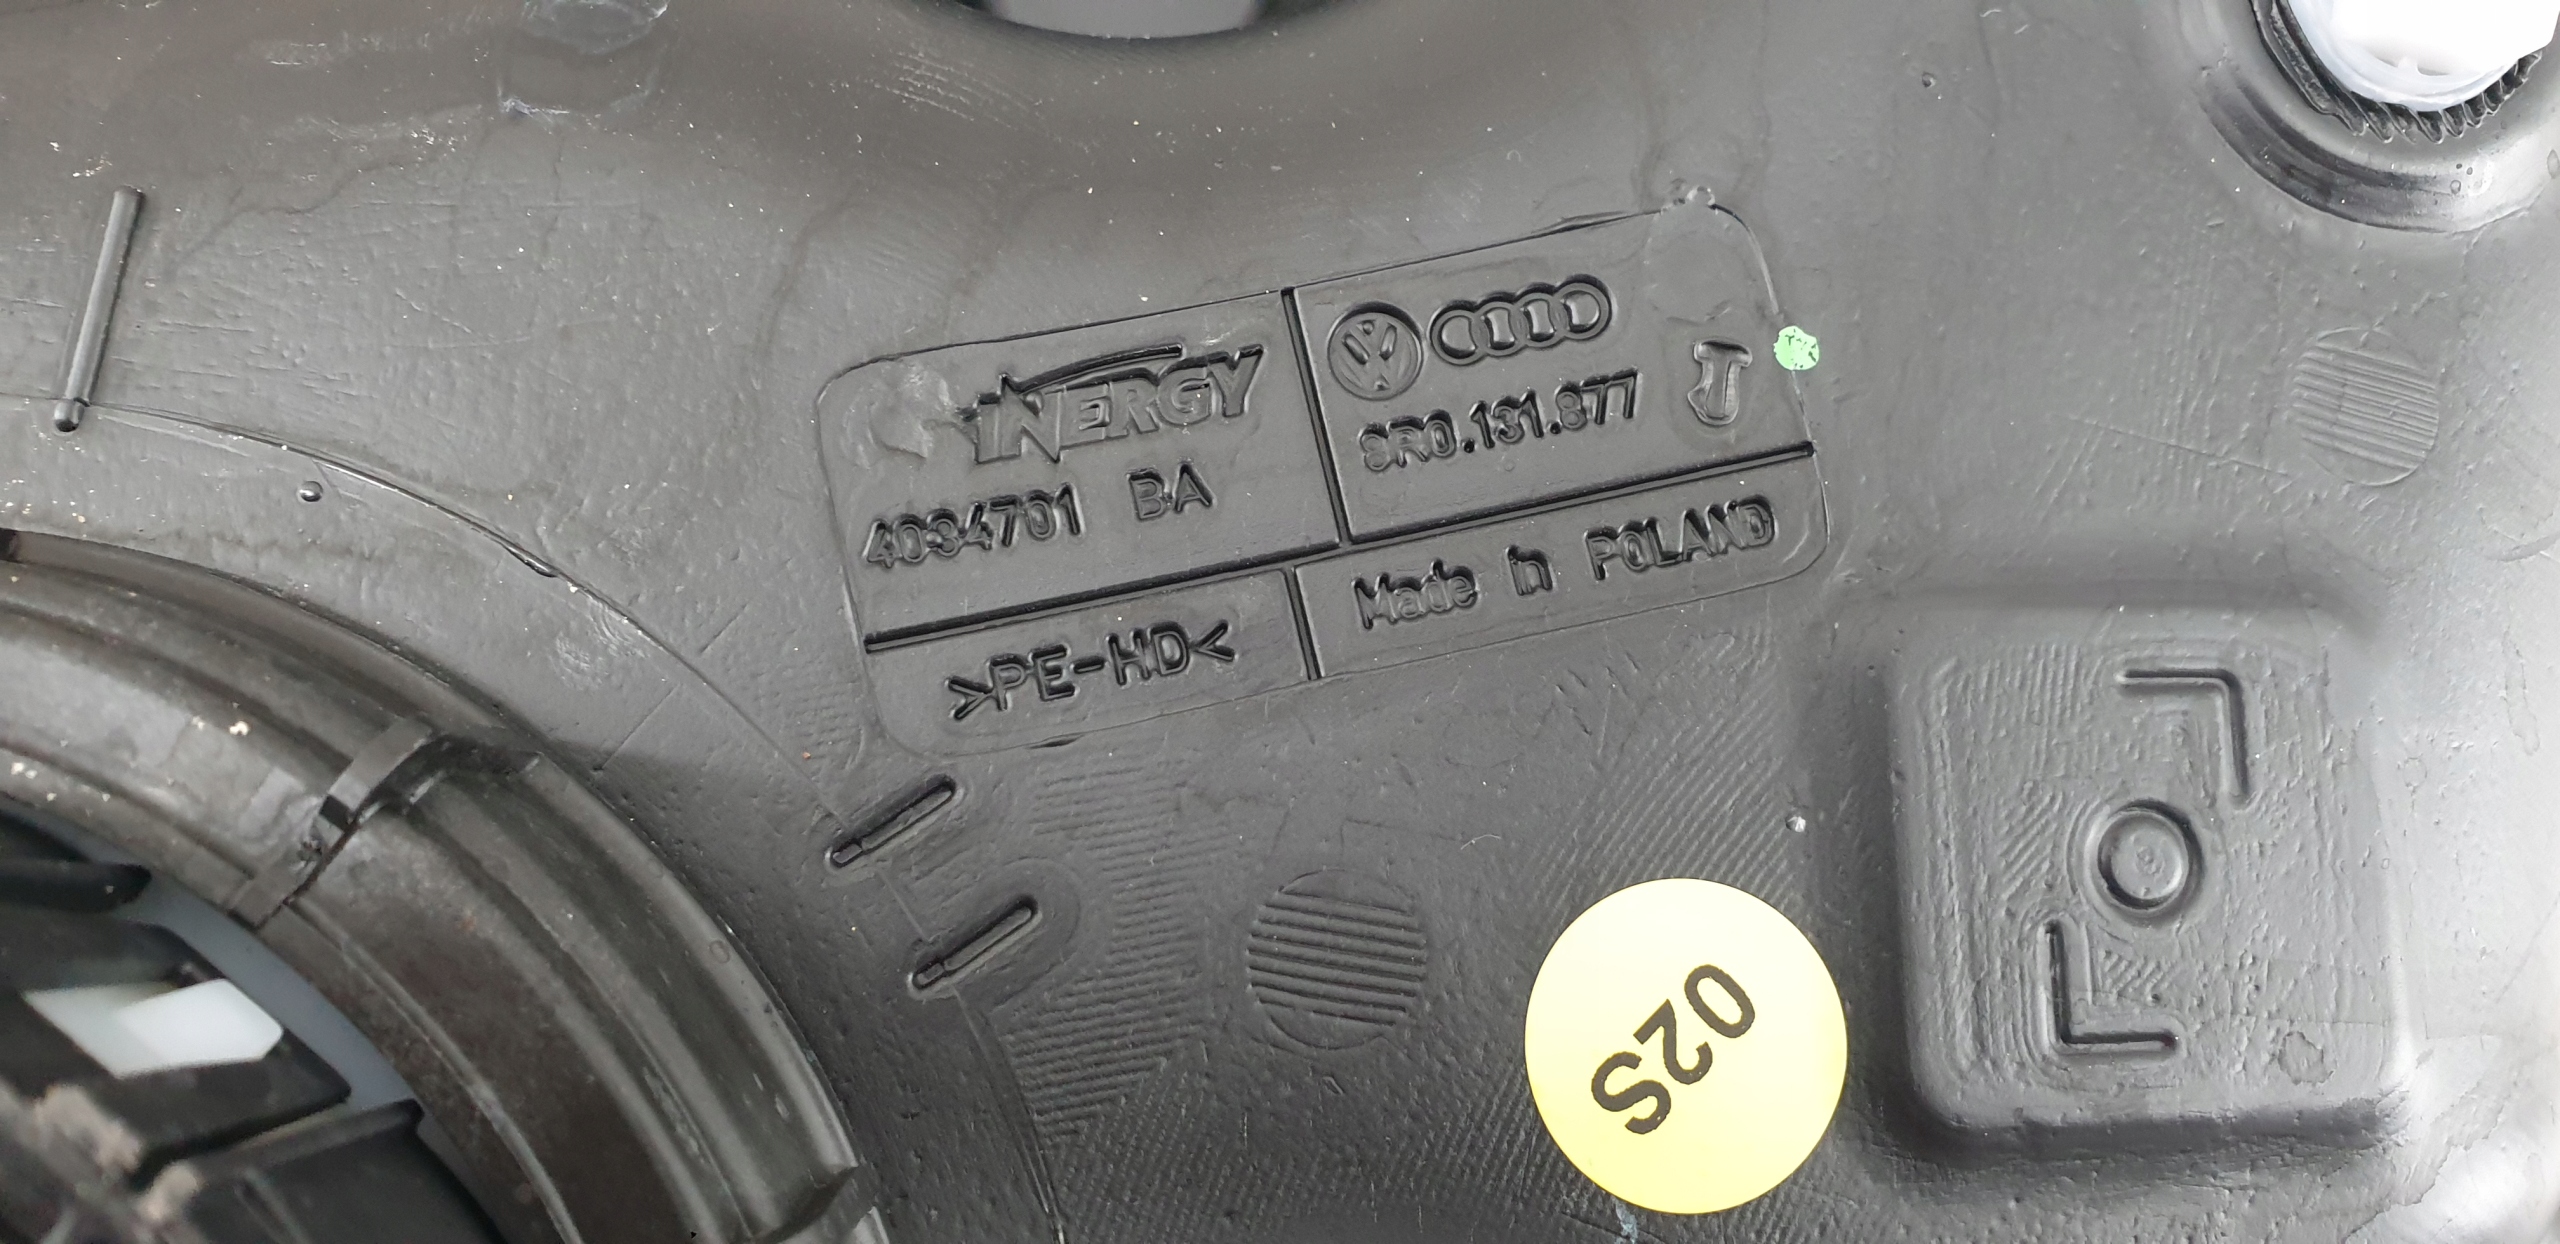 INERGY
4034701 BA
8R0.131.877 T
>PE-HD<
Made in POLAND
02S